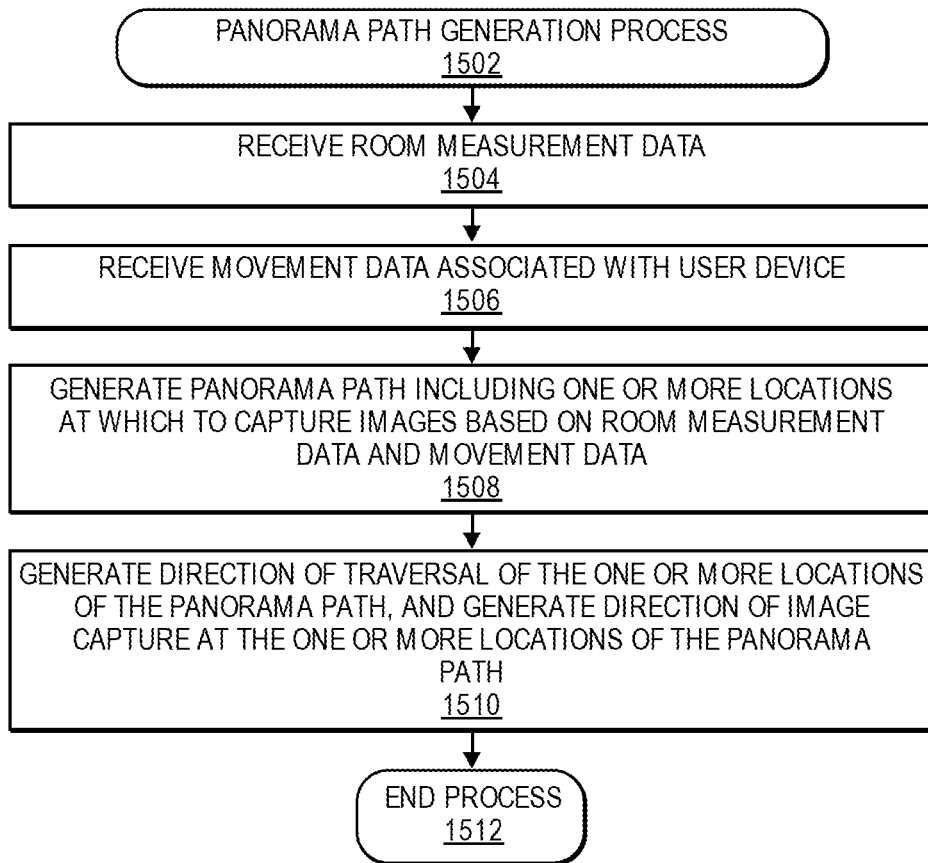 PANORAMA PATH GENERATION PROCESS
1502
RECEIVE ROOM MEASUREMENT DATA
1504
RECEIVE MOVEMENT DATA ASSOCIATED WITH USER DEVICE
1506
GENERATE PANORAMA PATH INCLUDING ONE OR MORE LOCATIONS
AT WHICH TO CAPTURE IMAGES BASED ON ROOM MEASUREMENT
DATA AND MOVEMENT DATA
1508
GENERATE DIRECTION OF TRAVERSAL OF THE ONE OR MORE LOCATIONS
OF THE PANORAMA PATH, AND GENERATE DIRECTION OF IMAGE
CAPTURE AT THE ONE OR MORE LOCATIONS OF THE PANORAMA
PATH
1510
END PROCESS
1512